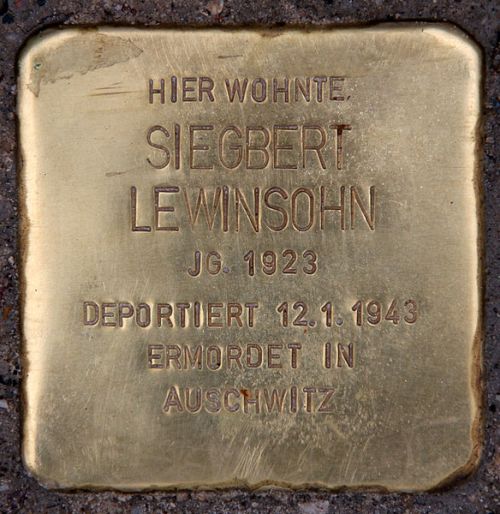 HIER WOHNTE
SIEGBERT
LEWINSOHN
JG. 1923
DEPORTIERT 12.1.1943
ERMORDET IN
AUSCHWITZ